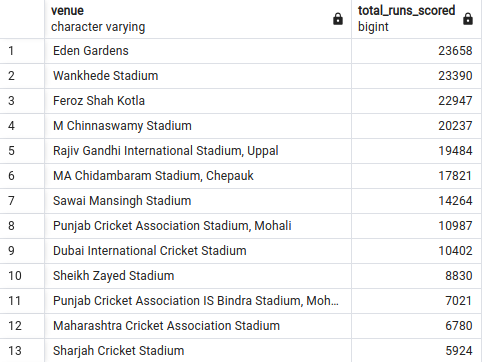 venue total_runs_scored
character varying bigint
1 Eden Gardens 23658
2 Wankhede Stadium 23390
3 Feroz Shah Kotla 22947
4 M Chinnaswamy Stadium 20237
5 Rajiv Gandhi International Stadium, Uppal 19484
6 MA Chidambaram Stadium, Chepauk 17821
7 Sawai Mansingh Stadium 14264
8 Punjab Cricket Association Stadium, Mohali 10987
9 Dubai International Cricket Stadium 10402
10 Sheikh Zayed Stadium 8830
11 Punjab Cricket Association IS Bindra Stadium, Moh... 7021
12 Maharashtra Cricket Association Stadium 6780
13 Sharjah Cricket Stadium 5924